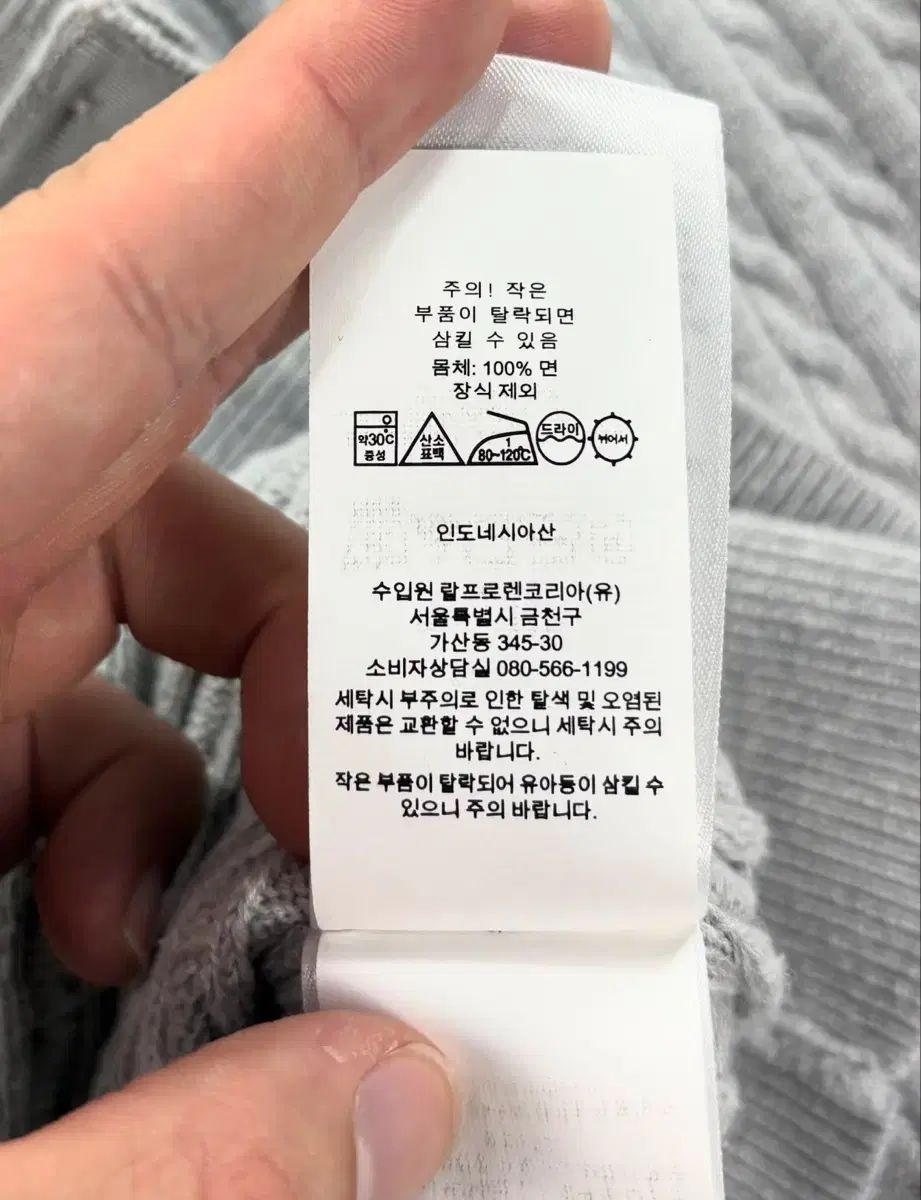 주의! 작은
부품이 탈락되면
삼킬 수 있음
몸체: 100% 면
장식 제외
약30℃
중성
산소
표백
1
80~120℃
드라이
뉘어서
인도네시아산
수입원 랄프로렌코리아(유)
서울특별시 금천구
가산동 345-30
소비자상담실 080-566-1199
세탁시 부주의로 인한 탈색 및 오염된
제품은 교환할 수 없으니 세탁시 주의
바랍니다.
작은 부품이 탈락되어 유아등이 삼킬 수
있으니 주의 바랍니다.